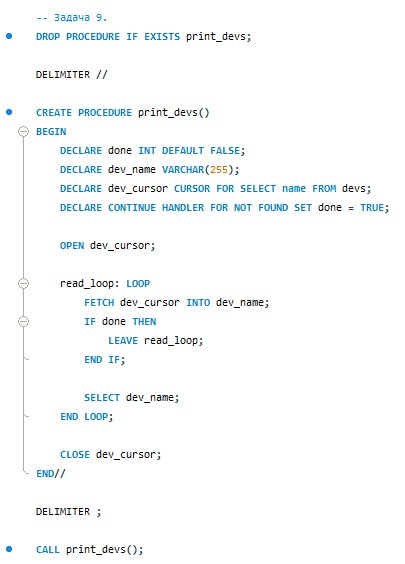 -- Задача 9.
DROP PROCEDURE IF EXISTS print_devs;
DELIMITER //
CREATE PROCEDURE print_devs()
BEGIN
DECLARE done INT DEFAULT FALSE;
DECLARE dev_name VARCHAR(255);
DECLARE dev_cursor CURSOR FOR SELECT name FROM devs;
DECLARE CONTINUE HANDLER FOR NOT FOUND SET done = TRUE;
OPEN dev_cursor;
read_loop: LOOP
FETCH dev_cursor INTO dev_name;
IF done THEN
LEAVE read_loop;
END IF;
SELECT dev_name;
END LOOP;
CLOSE dev_cursor;
END//
DELIMITER ;
CALL print_devs();